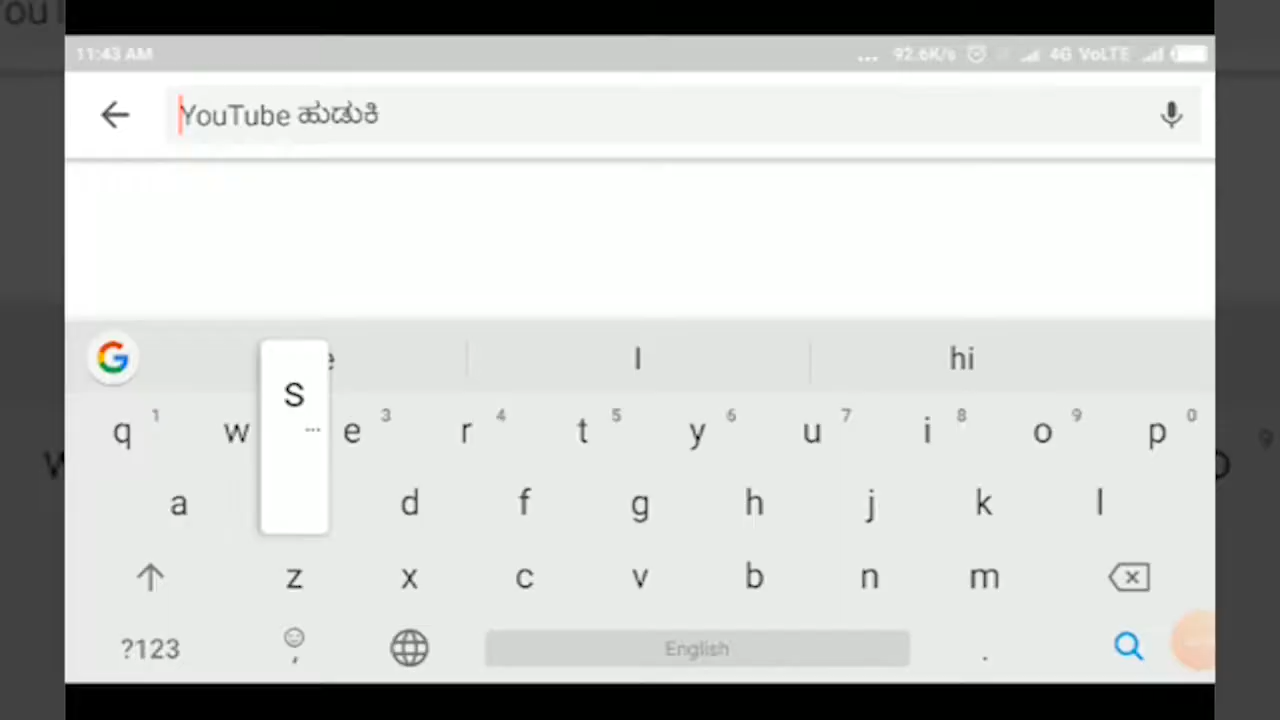 11:43 AM ... 92.6K/s 4G VoLTE
YouTube ಹುಡುಕಿ
I hi
S
q 1 w e 3 r 4 t 5 y 6 u 7 i 8 o 9 p 0
a d f g h j k l
z x c v b n m
?123 , English .